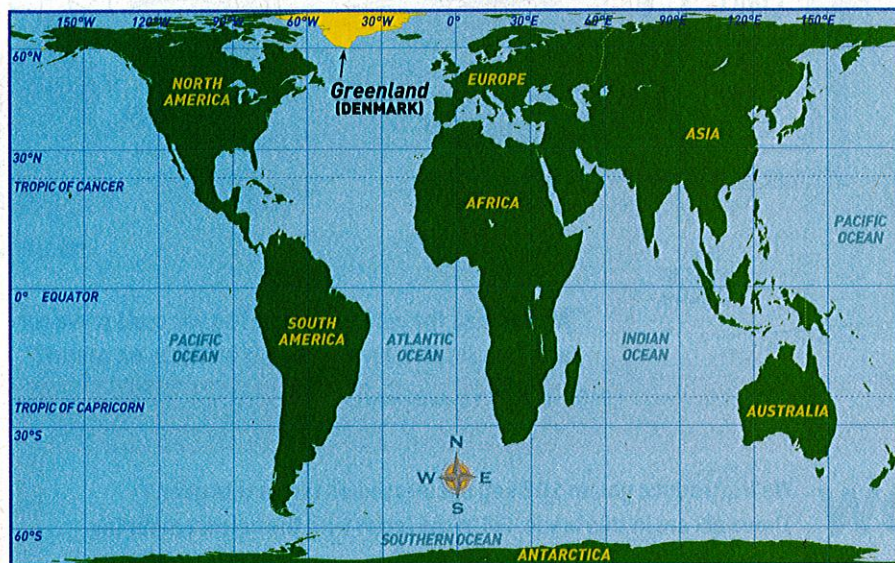 150°W 120°W 90°W 60°W 30°W 0° 30°E 60°E 90°E 120°E 150°E
60°N
NORTH
AMERICA
Greenland
(DENMARK)
EUROPE
ASIA
30°N
TROPIC OF CANCER
AFRICA
PACIFIC
OCEAN
0° EQUATOR
SOUTH
AMERICA
PACIFIC
OCEAN
ATLANTIC
OCEAN
INDIAN
OCEAN
TROPIC OF CAPRICORN
AUSTRALIA
30°S
N
W E
S
60°S
SOUTHERN OCEAN
ANTARCTICA